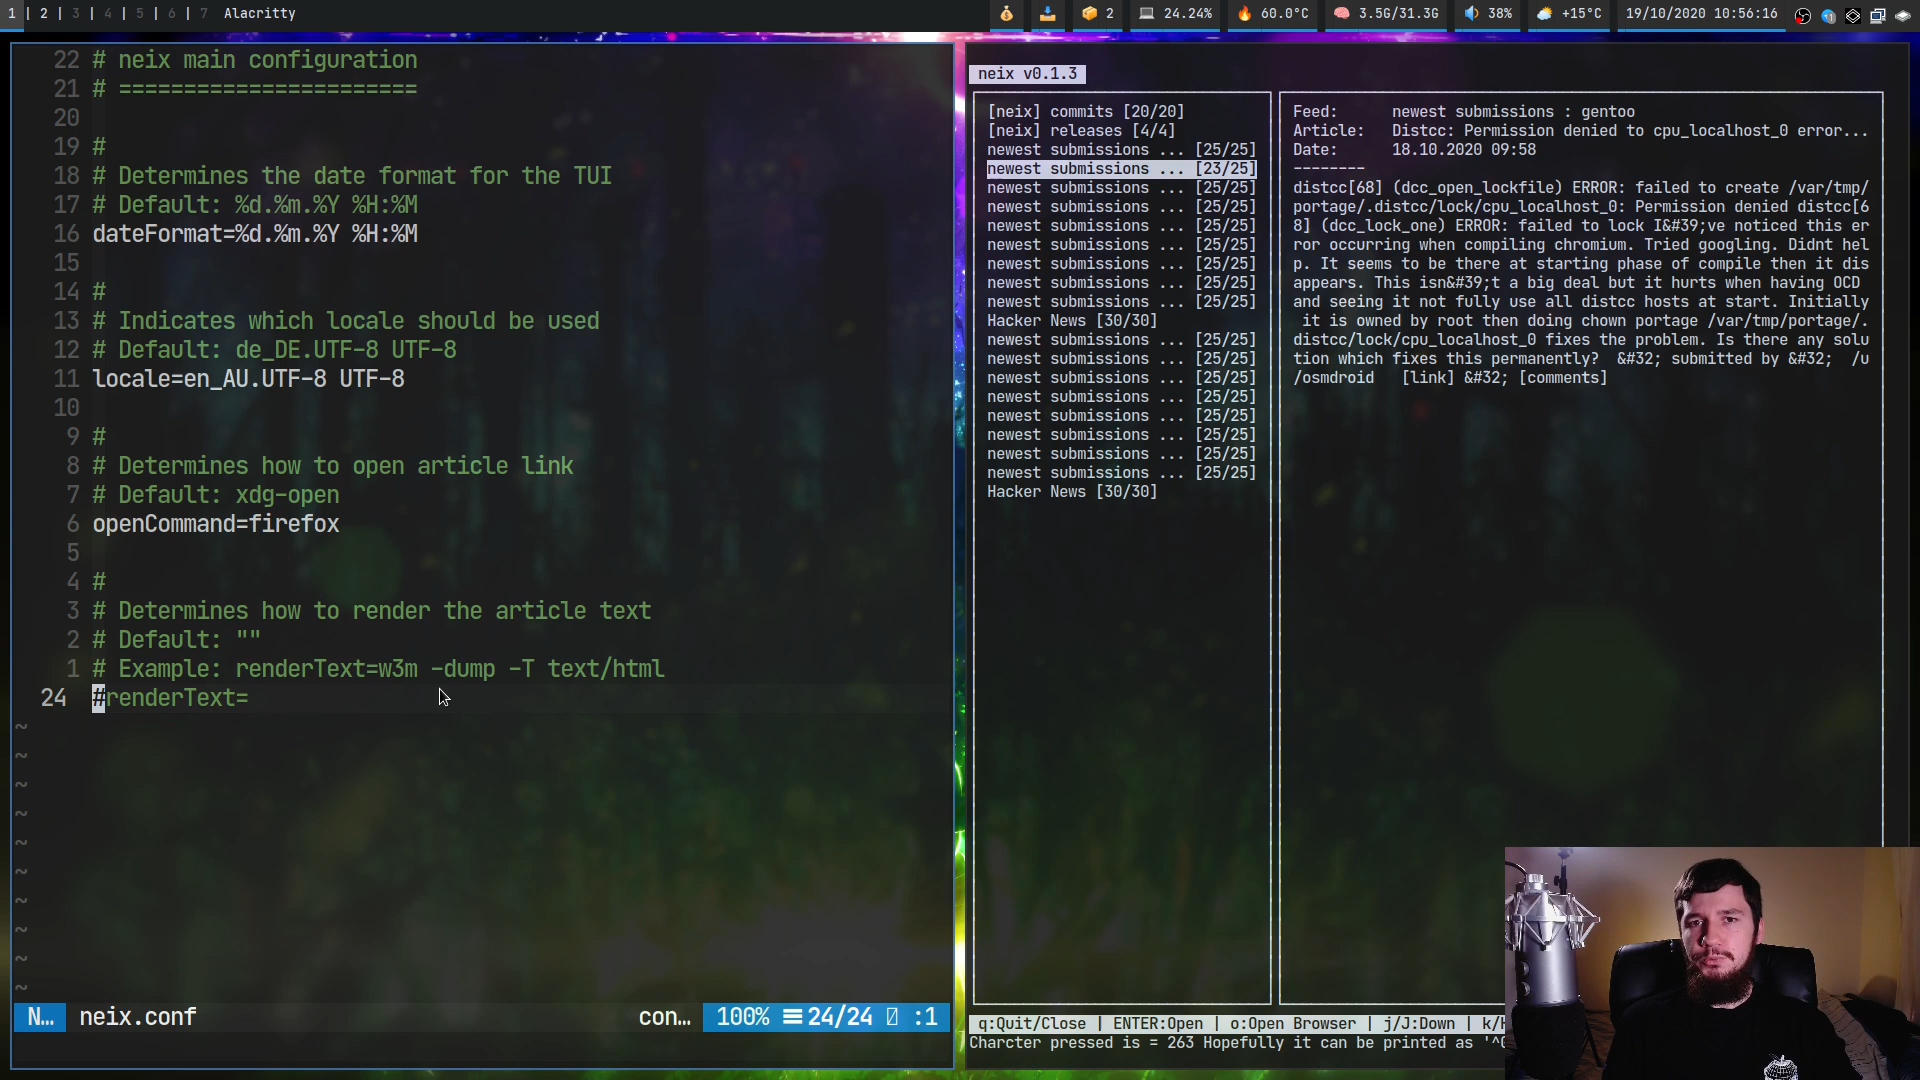 1 | 2 | 3 | 4 | 5 | 6 | 7 Alacritty
2 24.24% 60.0°C 3.5G/31.3G 38% +15°C 19/10/2020 10:56:16
22 # neix main configuration
21 # =======================
20
19 #
18 # Determines the date format for the TUI
17 # Default: %d.%m.%Y %H:%M
16 dateFormat=%d.%m.%Y %H:%M
15
14 #
13 # Indicates which locale should be used
12 # Default: de_DE.UTF-8 UTF-8
11 locale=en_AU.UTF-8 UTF-8
10
9 #
8 # Determines how to open article link
7 # Default: xdg-open
6 openCommand=firefox
5
4 #
3 # Determines how to render the article text
2 # Default: ""
1 # Example: renderText=w3m -dump -T text/html
24 #renderText=
~
~
~
~
~
~
~
~
~
~
N… neix.conf con… 100% 24/24 :1
neix v0.1.3
[neix] commits [20/20]
[neix] releases [4/4]
newest submissions ... [25/25]
newest submissions ... [23/25]
newest submissions ... [25/25]
newest submissions ... [25/25]
newest submissions ... [25/25]
newest submissions ... [25/25]
newest submissions ... [25/25]
newest submissions ... [25/25]
newest submissions ... [25/25]
Hacker News [30/30]
newest submissions ... [25/25]
newest submissions ... [25/25]
newest submissions ... [25/25]
newest submissions ... [25/25]
newest submissions ... [25/25]
newest submissions ... [25/25]
newest submissions ... [25/25]
newest submissions ... [25/25]
Hacker News [30/30]
Feed: newest submissions : gentoo
Article: Distcc: Permission denied to cpu_localhost_0 error...
Date: 18.10.2020 09:58
--------
distcc[68] (dcc_open_lockfile) ERROR: failed to create /var/tmp/
portage/.distcc/lock/cpu_localhost_0: Permission denied distcc[6
8] (dcc_lock_one) ERROR: failed to lock I&#39;ve noticed this er
ror occurring when compiling chromium. Tried googling. Didnt hel
p. It seems to be there at starting phase of compile then it dis
appears. This isn&#39;t a big deal but it hurts when having OCD
and seeing it not fully use all distcc hosts at start. Initially
it is owned by root then doing chown portage /var/tmp/portage/.
distcc/lock/cpu_localhost_0 fixes the problem. Is there any solu
tion which fixes this permanently? &#32; submitted by &#32; /u
/osmdroid [link] &#32; [comments]
q:Quit/Close | ENTER:Open | o:Open Browser | j/J:Down | k/
Charcter pressed is = 263 Hopefully it can be printed as '^